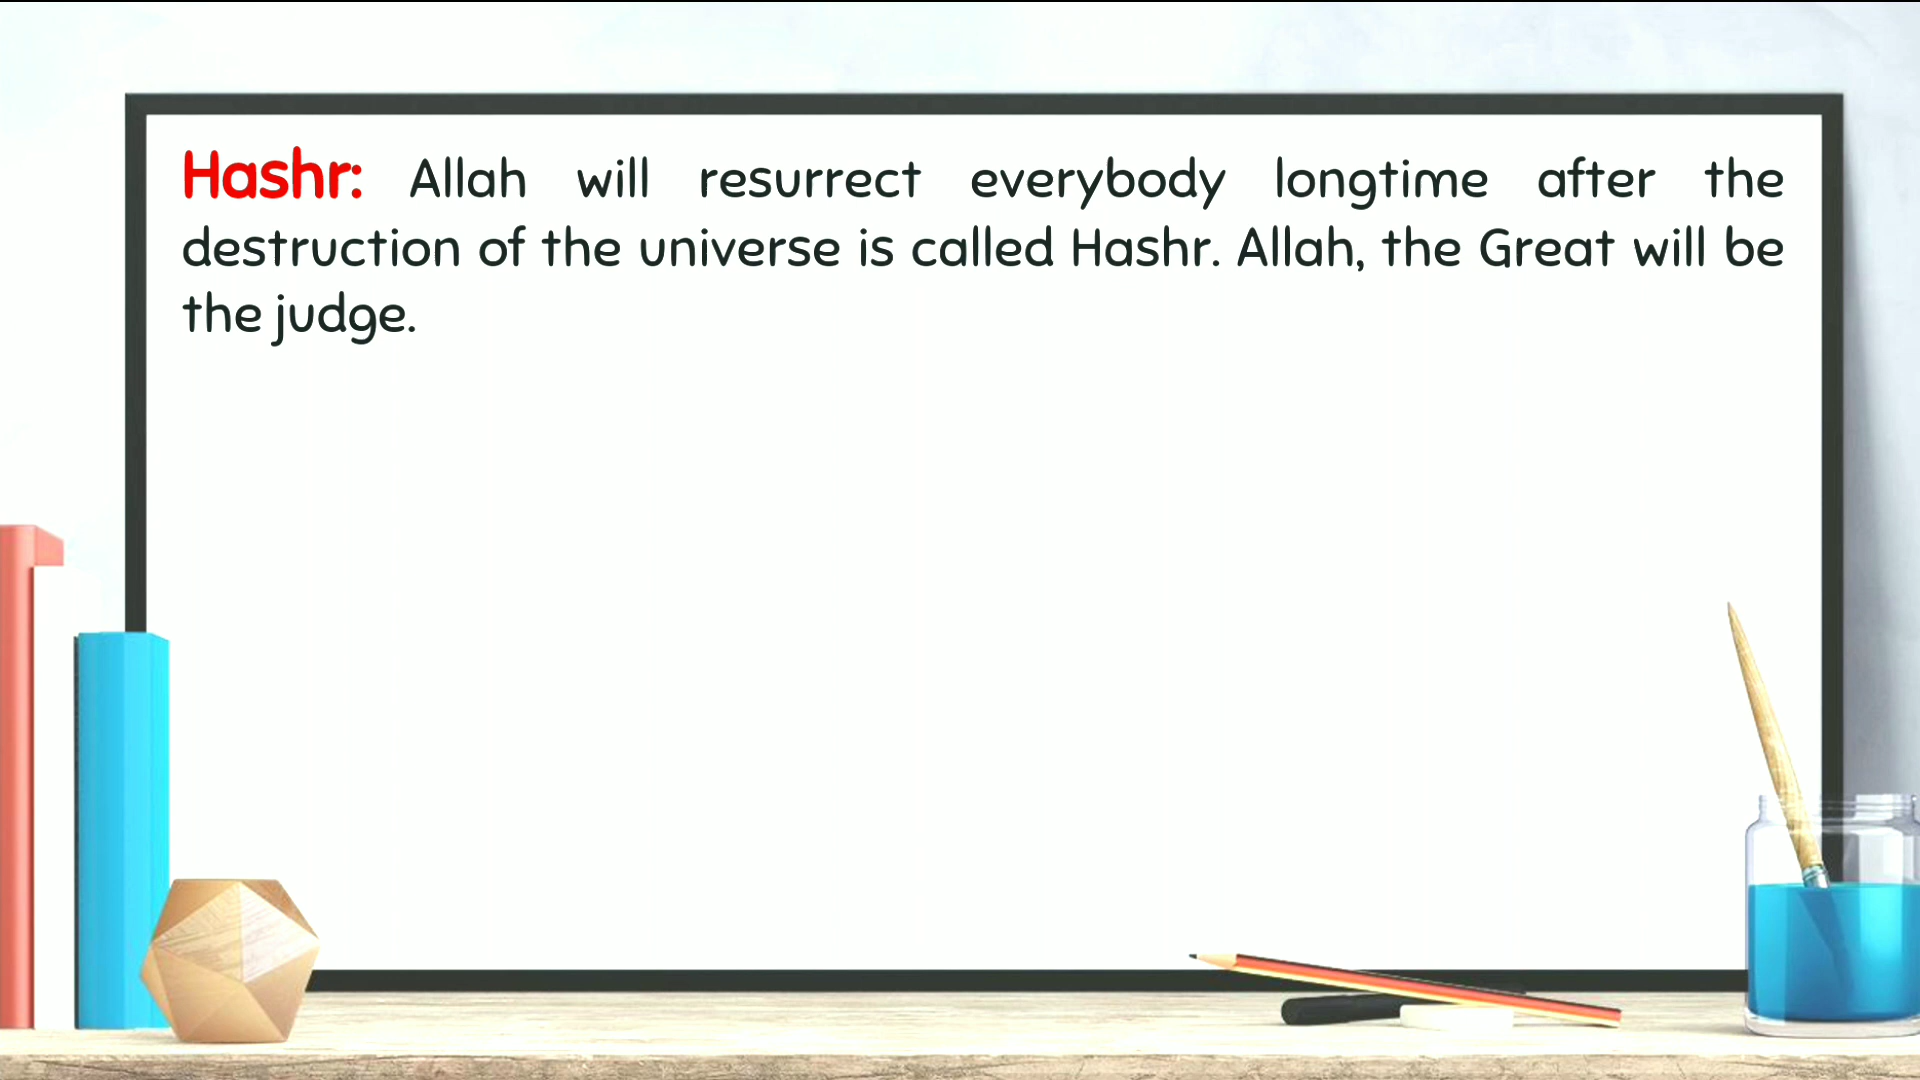 Hashr: Allah will resurrect everybody longtime after the
destruction of the universe is called Hashr. Allah, the Great will be
the judge.